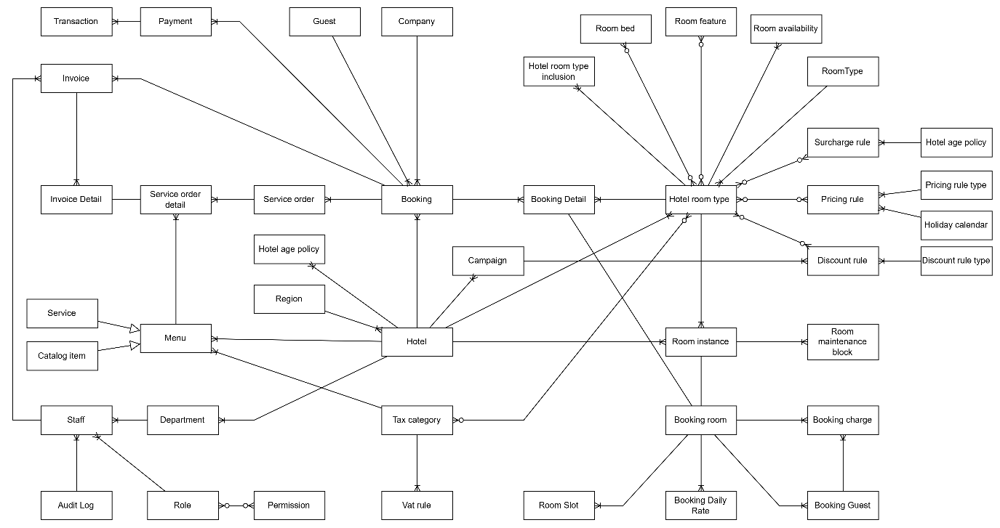 Transaction
Payment
Guest
Company
Room bed
Room feature
Room availability
Invoice
Hotel room type
inclusion
RoomType
Surcharge rule
Hotel age policy
Invoice Detail
Service order
detail
Service order
Booking
Booking Detail
Hotel room type
Pricing rule
Pricing rule type
Holiday calendar
Hotel age policy
Campaign
Discount rule
Discount rule type
Region
Service
Menu
Catalog item
Hotel
Room instance
Room
maintenance
block
Staff
Department
Tax category
Booking room
Booking charge
Audit Log
Role
Permission
Vat rule
Room Slot
Booking Daily
Rate
Booking Guest